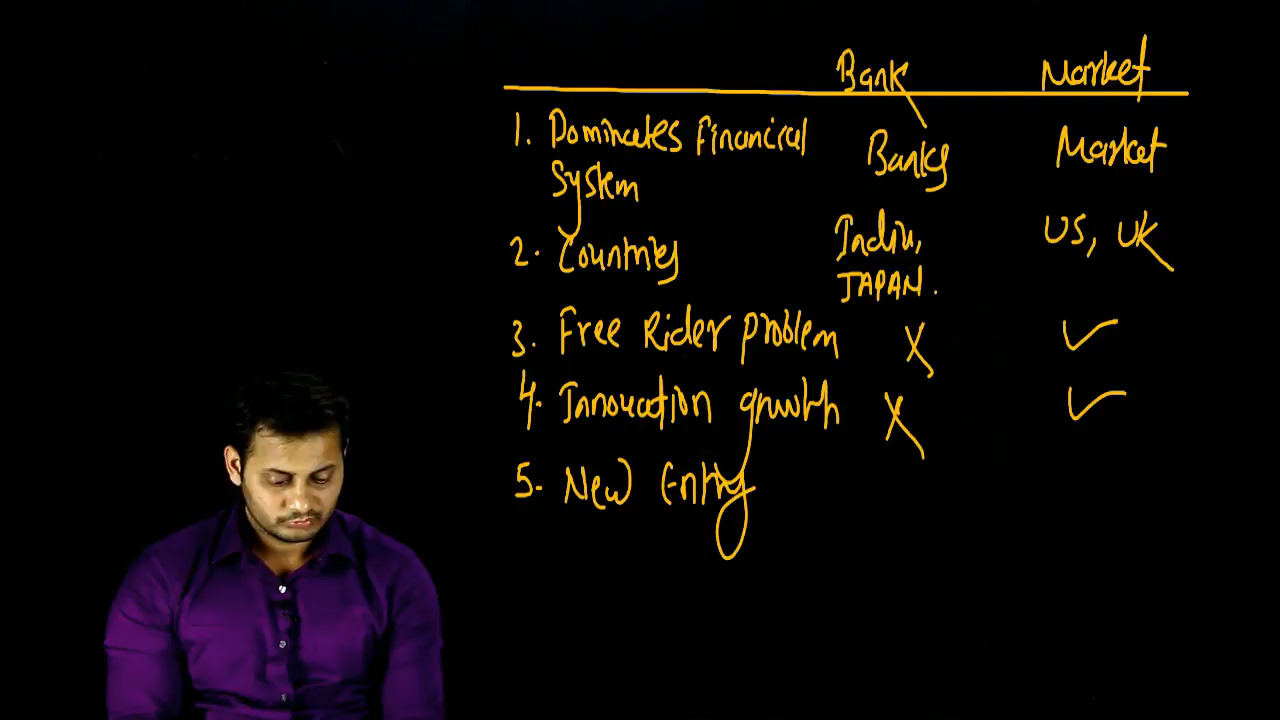 Bank Market
1. Dominates Financial Banks Market
System
2. Countries India, US, UK
JAPAN.
3. Free Rider problem X ✓
4. Innovation growth X ✓
5. New Entry